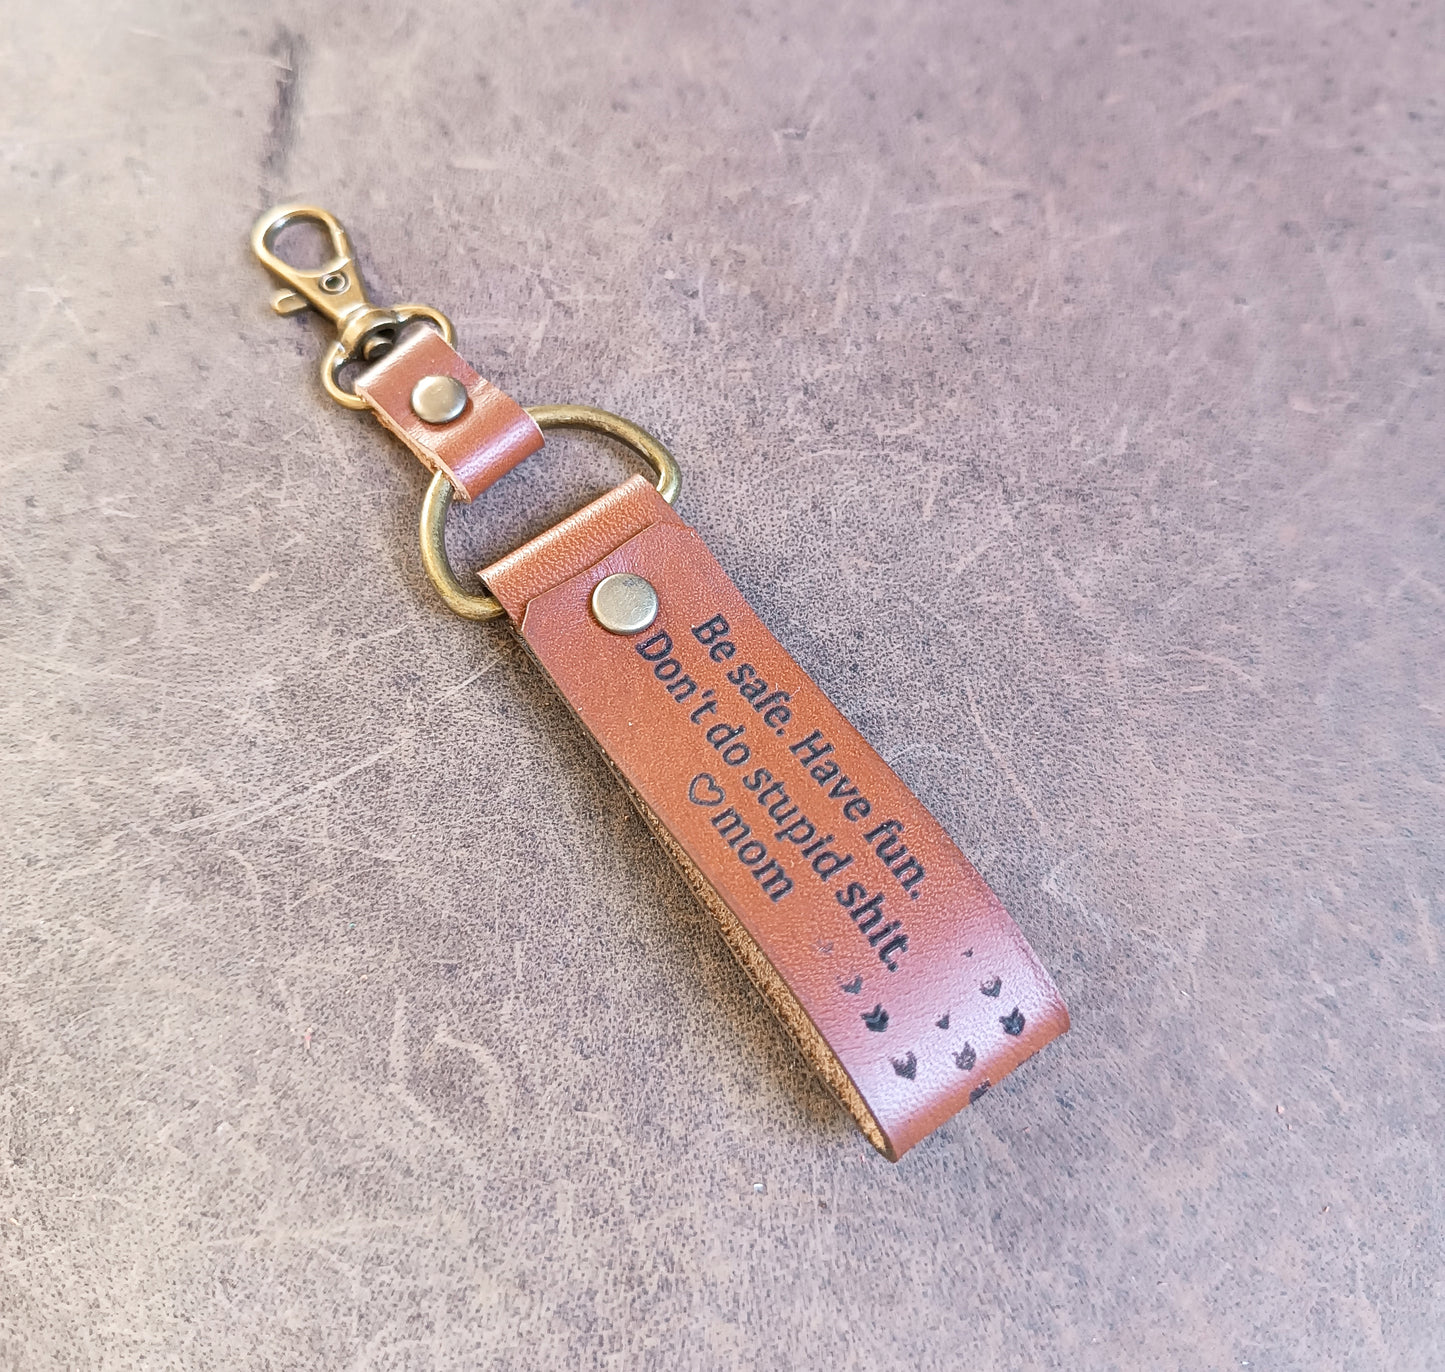 Be safe. Have fun.
Don't do stupid shit.
♡mom